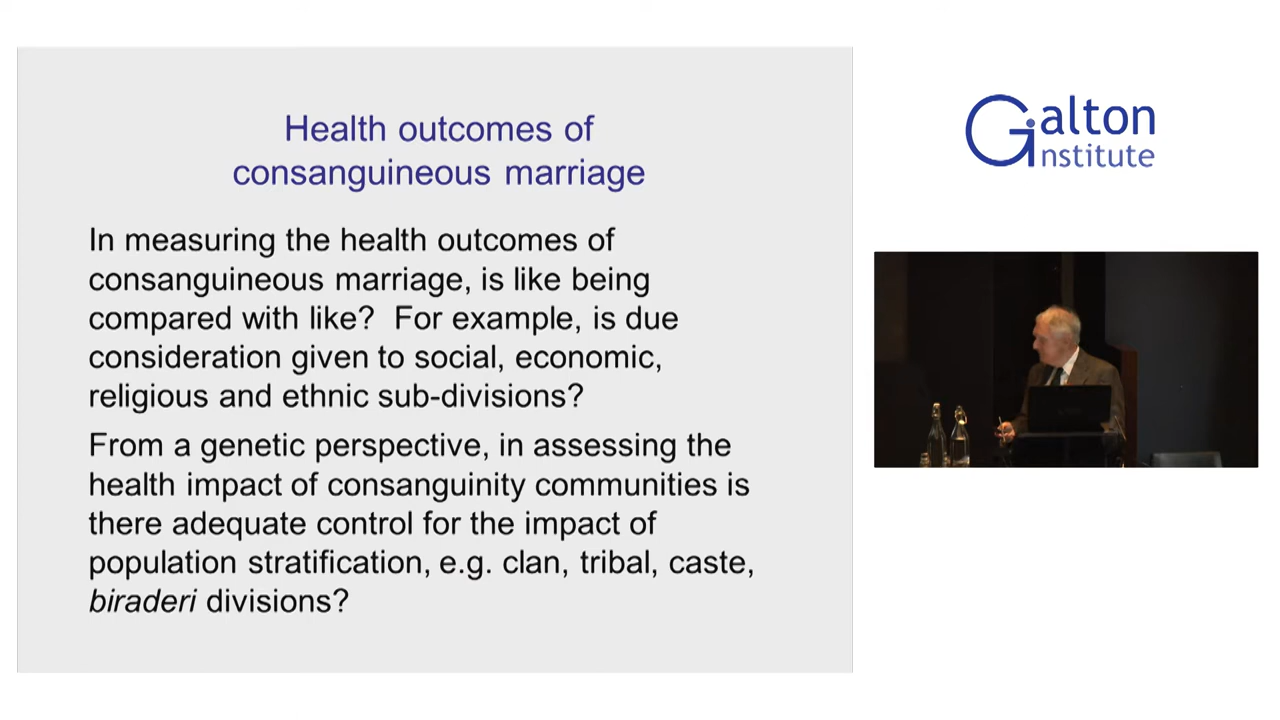 Health outcomes of
consanguineous marriage
In measuring the health outcomes of
consanguineous marriage, is like being
compared with like?  For example, is due
consideration given to social, economic,
religious and ethnic sub-divisions?
From a genetic perspective, in assessing the
health impact of consanguinity communities is
there adequate control for the impact of
population stratification, e.g. clan, tribal, caste,
biraderi divisions?
Galton
institute